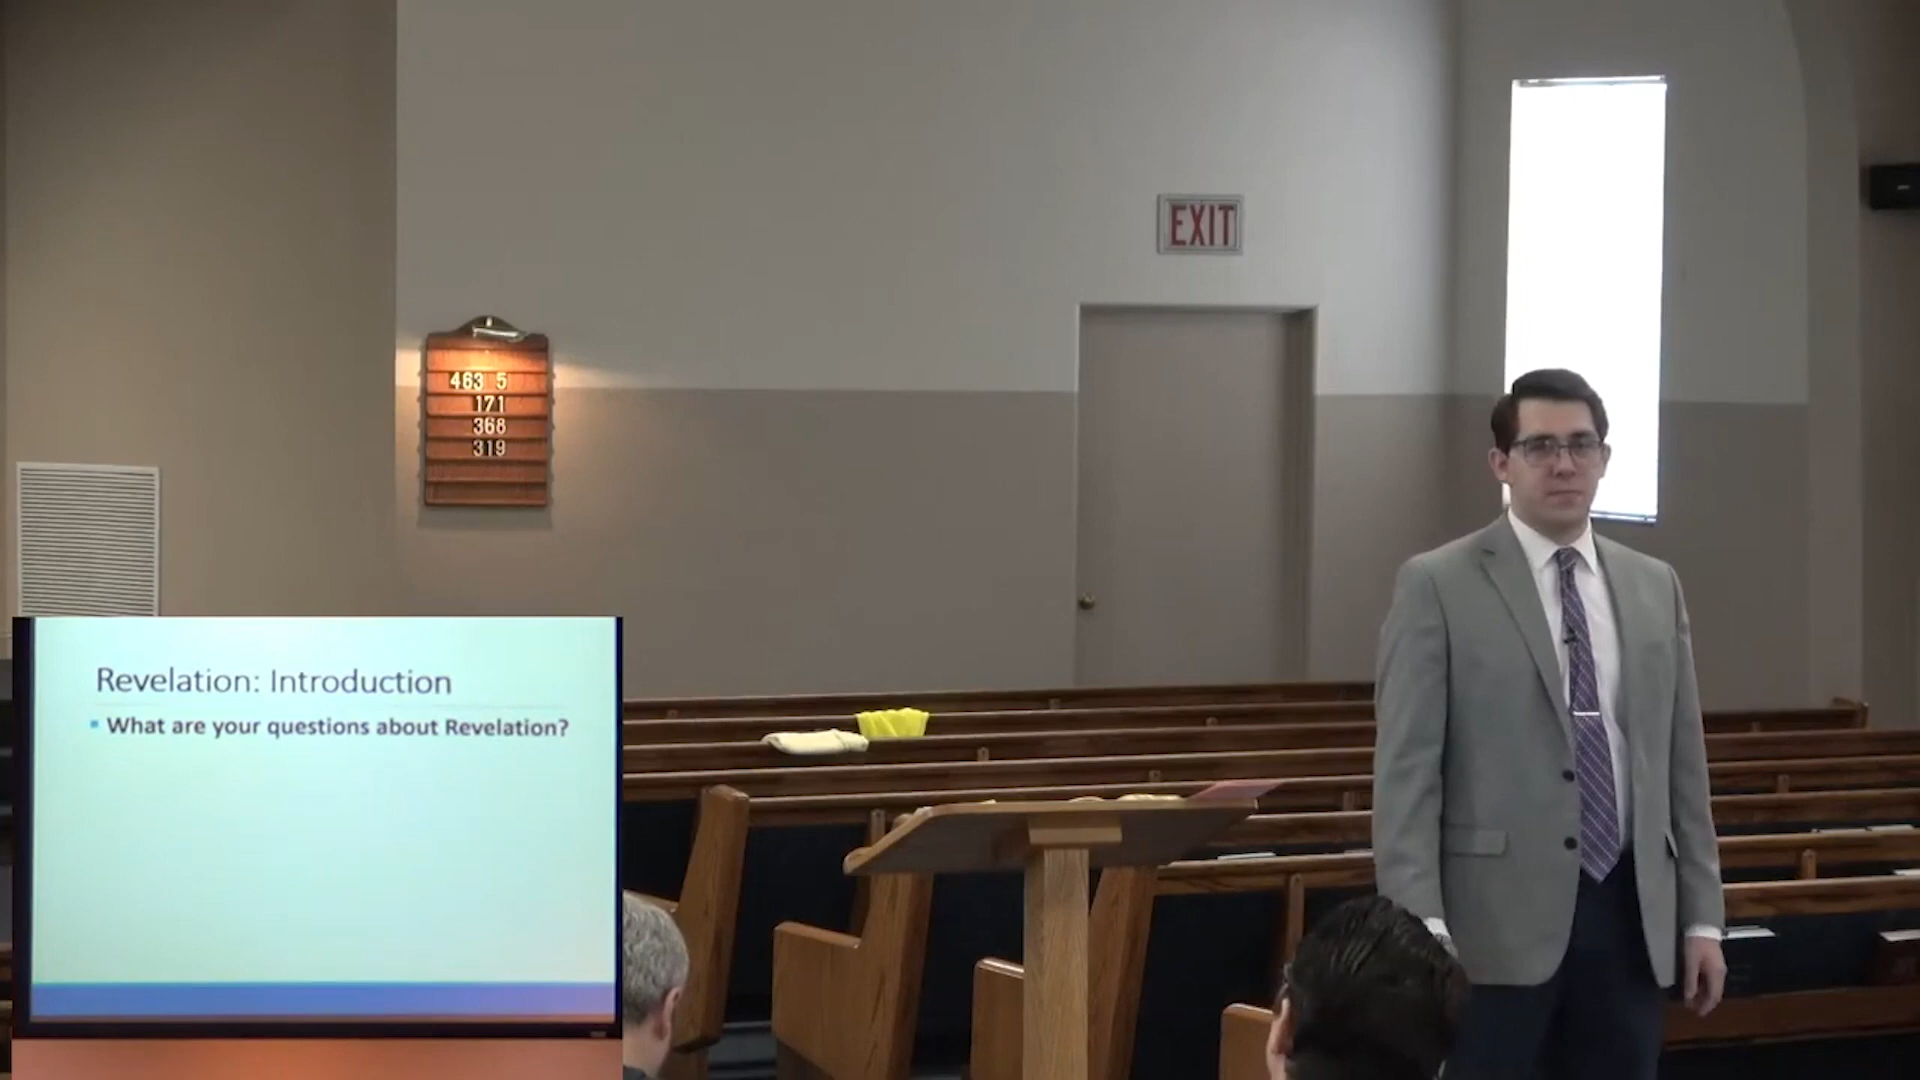 EXIT
463 5
171
368
319
Revelation: Introduction
What are your questions about Revelation?